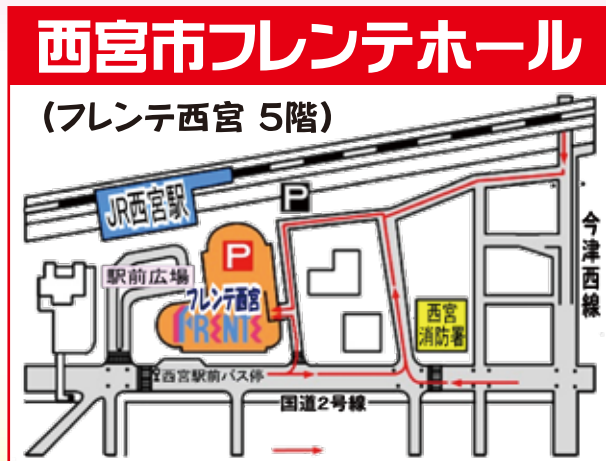 西宮市フレンテホール
(フレンテ西宮 5階)
JR西宮駅
P
P
駅前広場
フレンテ西宮
FRENTE
今津西線
西宮
消防署
西宮駅前バス停
国道2号線